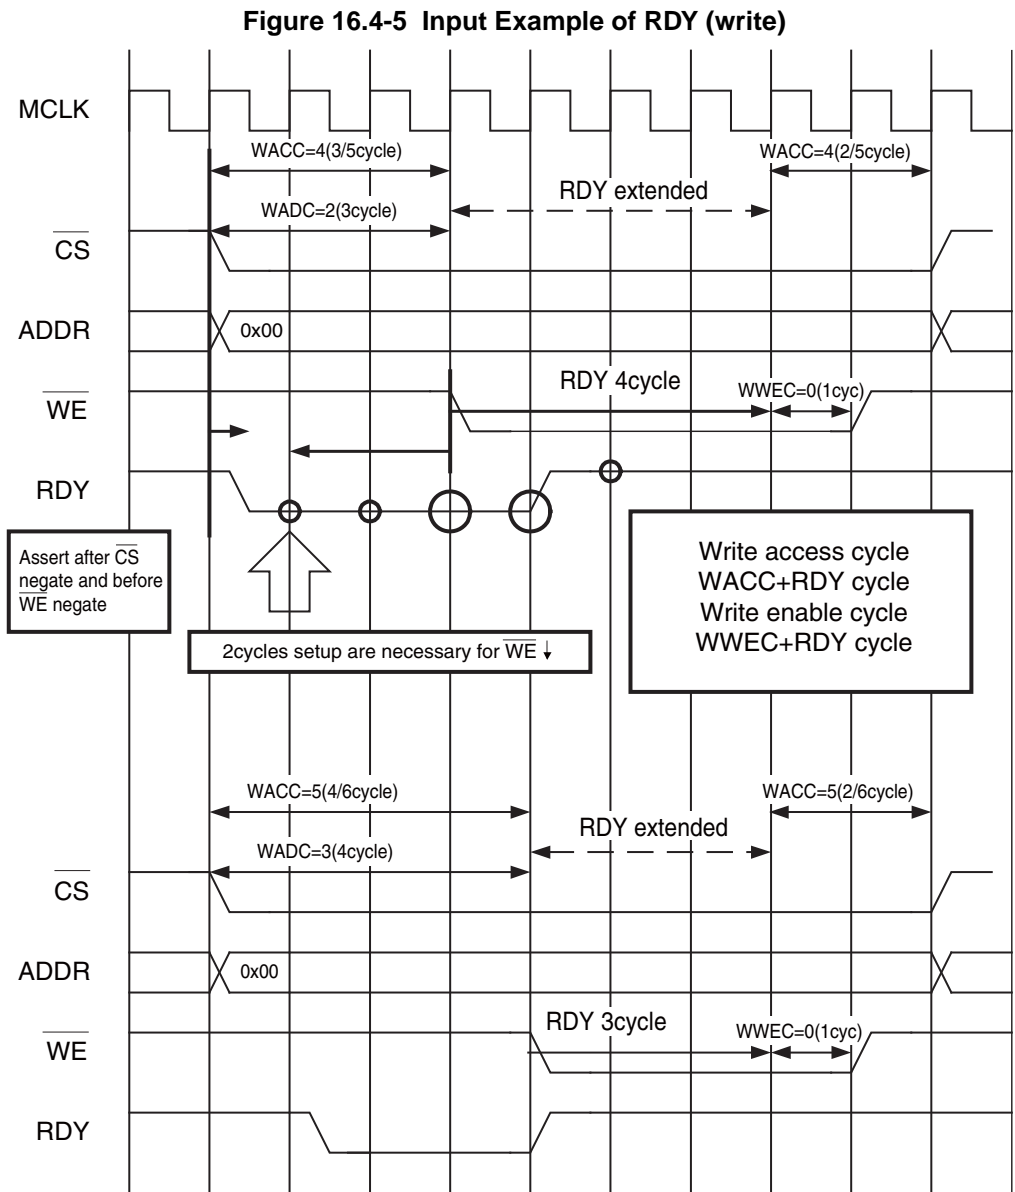 Figure 16.4-5 Input Example of RDY (write)
MCLK
WACC=4(3/5cycle)
WACC=4(2/5cycle)
RDY extended
WADC=2(3cycle)
CS
ADDR
0x00
RDY 4cycle
WWEC=0(1cyc)
WE
RDY
Assert after CS
negate and before
WE negate
Write access cycle
WACC+RDY cycle
Write enable cycle
WWEC+RDY cycle
2cycles setup are necessary for WE ↓
WACC=5(4/6cycle)
WACC=5(2/6cycle)
RDY extended
WADC=3(4cycle)
CS
ADDR
0x00
RDY 3cycle
WWEC=0(1cyc)
WE
RDY